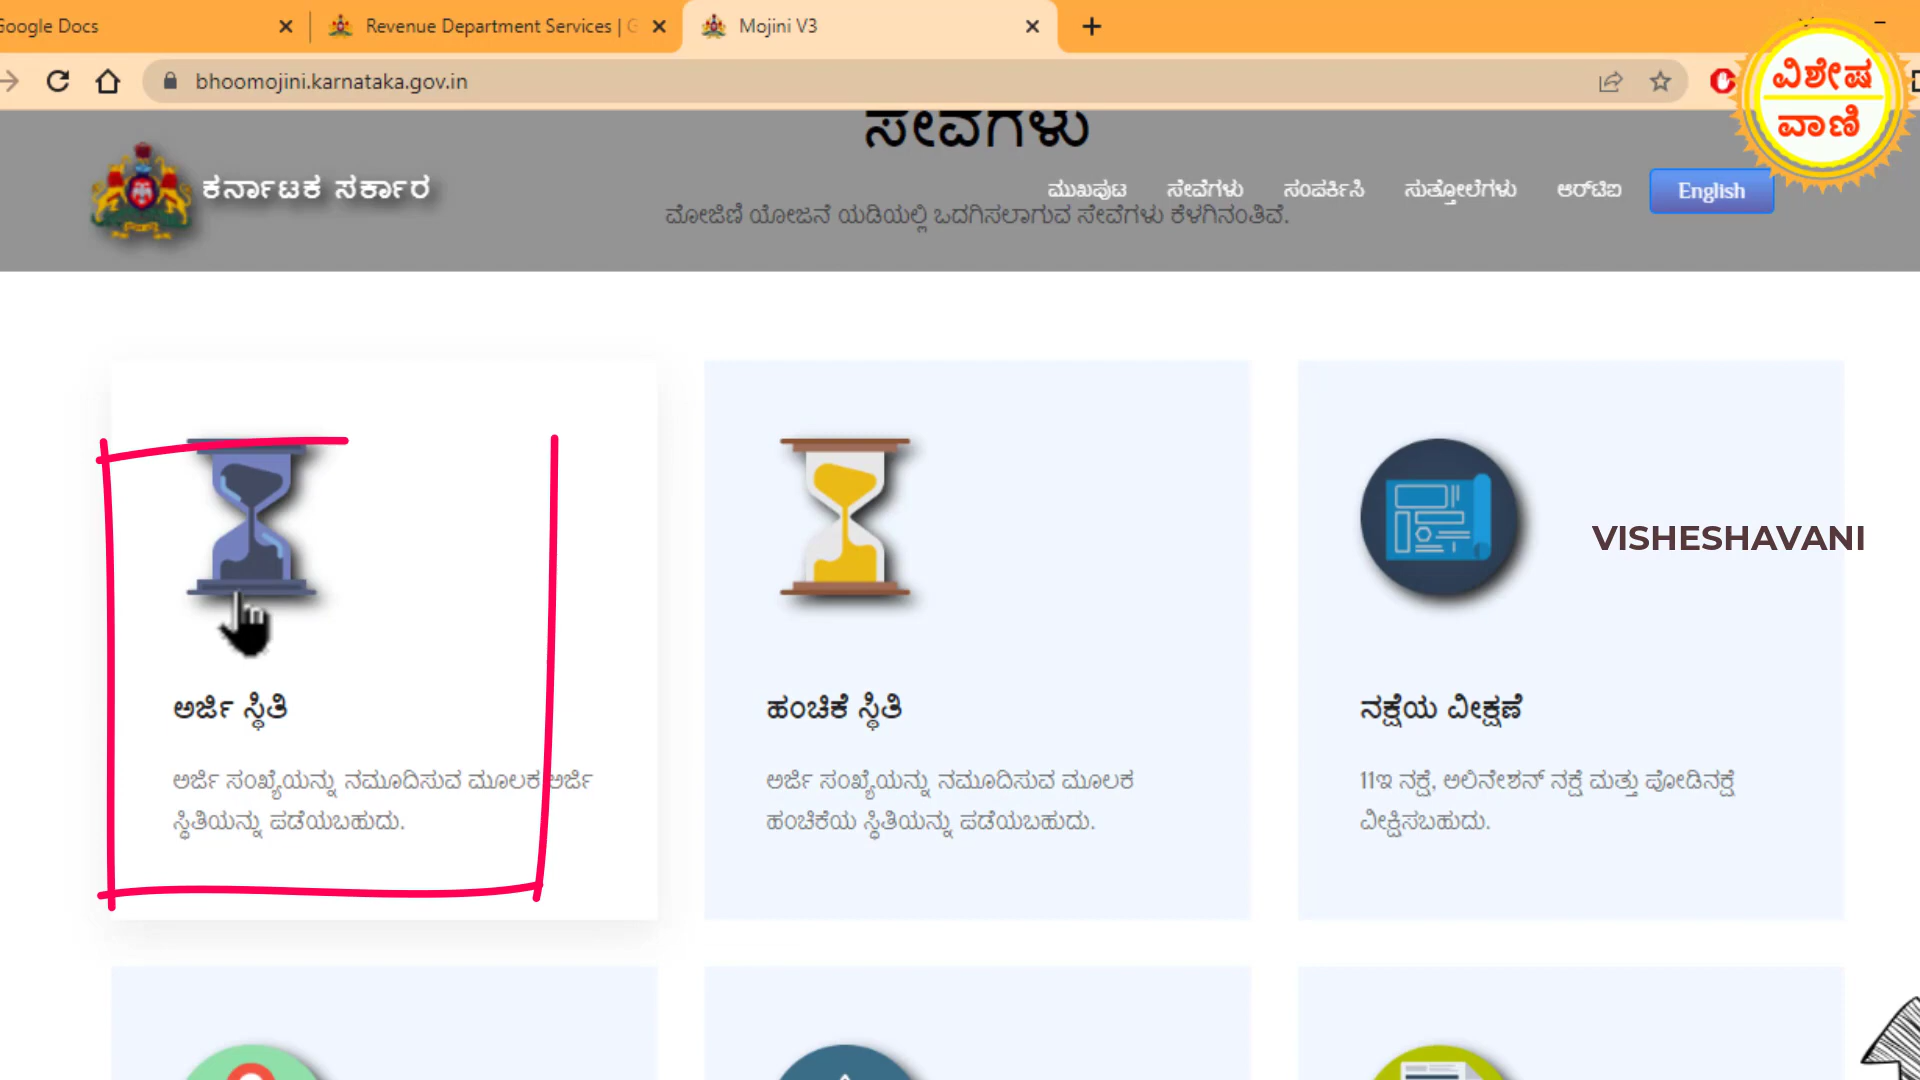 Google Docs
Revenue Department Services | G
Mojini V3
bhoomojini.karnataka.gov.in
ವಿಶೇಷ
ವಾಣಿ
ಸೇವೆಗಳು
ಕರ್ನಾಟಕ ಸರ್ಕಾರ
ಮುಖಪುಟ ಸೇವೆಗಳು ಸಂಪರ್ಕಿಸಿ ಸುತ್ತೋಲೆಗಳು ಆರ್‌ಟಿಐ English
ಮೋಜಿಣಿ ಯೋಜನೆ ಯಡಿಯಲ್ಲಿ ಒದಗಿಸಲಾಗುವ ಸೇವೆಗಳು ಕೆಳಗಿನಂತಿವೆ.
VISHESHAVANI
ಅರ್ಜಿ ಸ್ಥಿತಿ
ಅರ್ಜಿ ಸಂಖ್ಯೆಯನ್ನು ನಮೂದಿಸುವ ಮೂಲಕ ಅರ್ಜಿ
ಸ್ಥಿತಿಯನ್ನು ಪಡೆಯಬಹುದು.
ಹಂಚಿಕೆ ಸ್ಥಿತಿ
ಅರ್ಜಿ ಸಂಖ್ಯೆಯನ್ನು ನಮೂದಿಸುವ ಮೂಲಕ
ಹಂಚಿಕೆಯ ಸ್ಥಿತಿಯನ್ನು ಪಡೆಯಬಹುದು.
ನಕ್ಷೆಯ ವೀಕ್ಷಣೆ
11ಇ ನಕ್ಷೆ, ಅಲಿನೇಶನ್ ನಕ್ಷೆ ಮತ್ತು ಪೋಡಿನಕ್ಷೆ
ವೀಕ್ಷಿಸಬಹುದು.